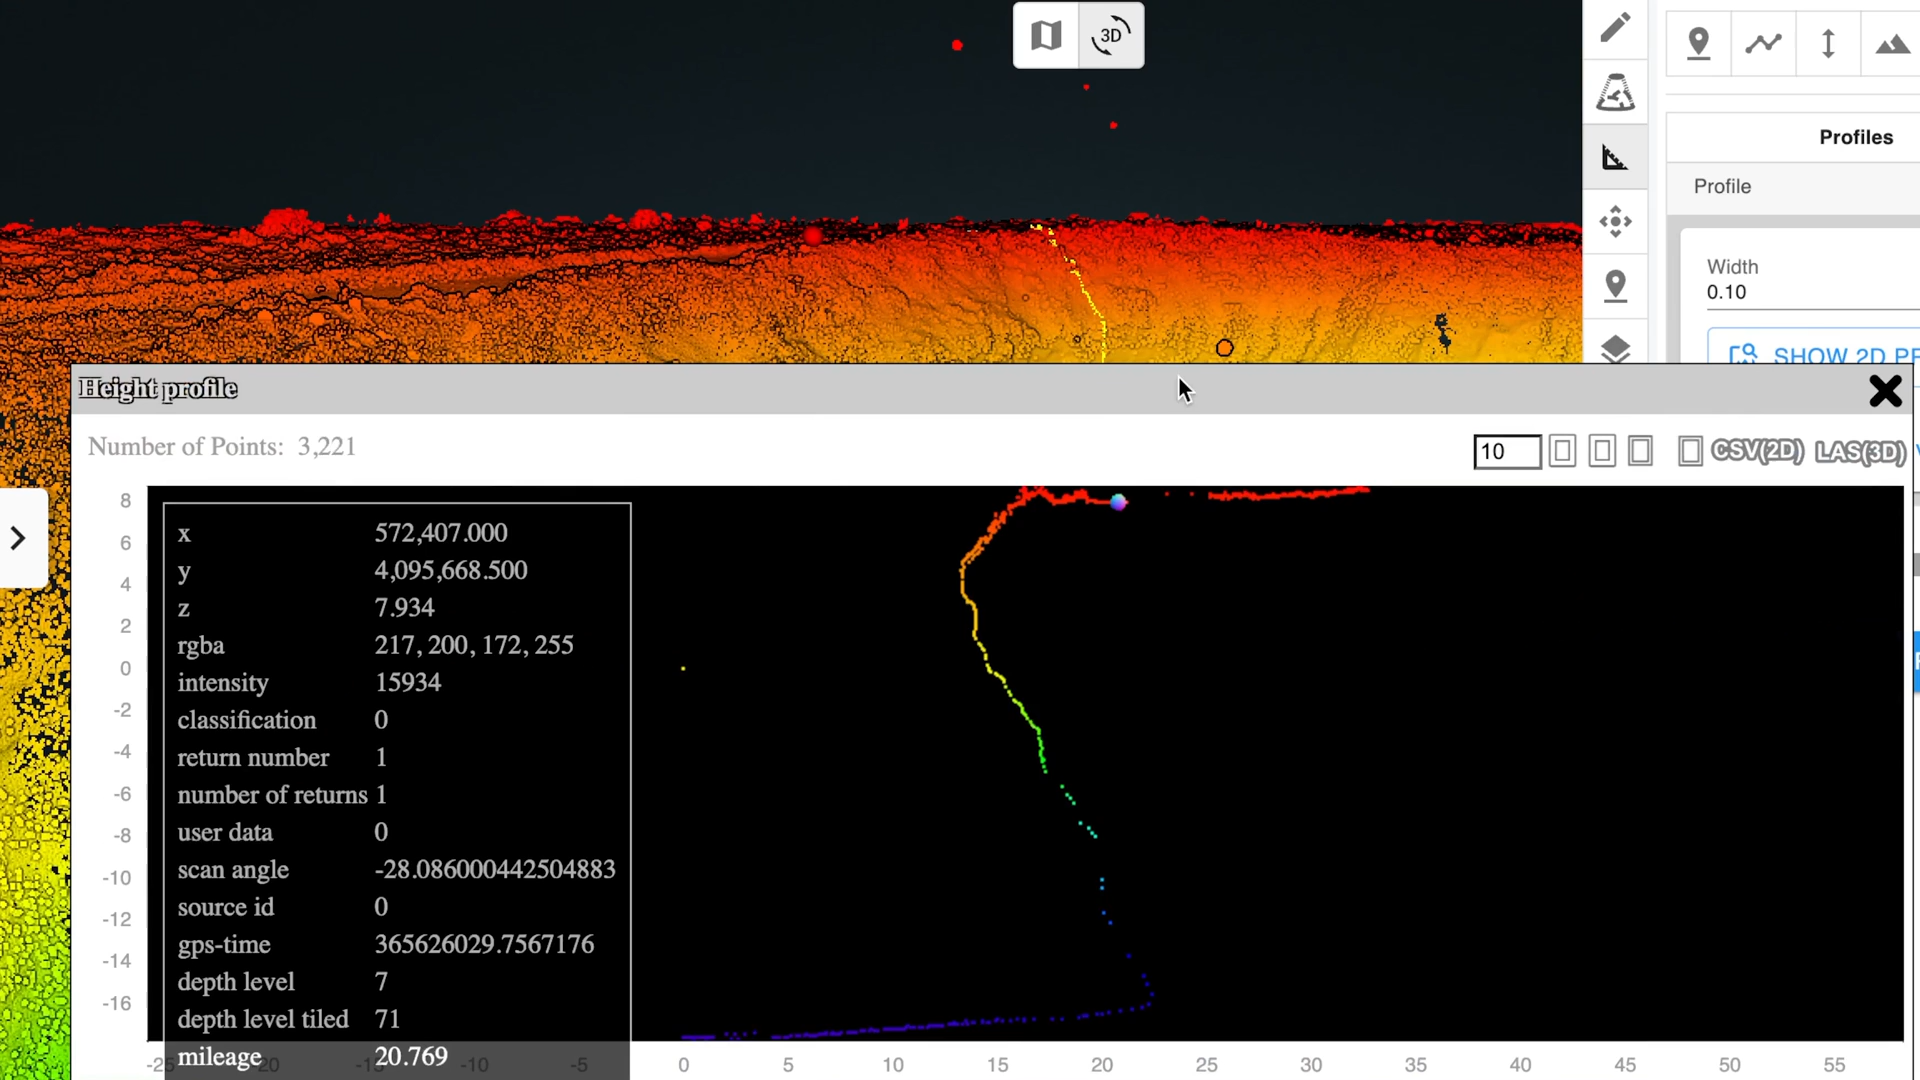 3D
Profiles
Profile
Width
0.10
SHOW 2D
Height profile
Number of Points: 3,221
10
CSV(2D)
LAS(3D)
8
6
4
2
0
-2
-4
-6
-8
-10
-12
-14
-16
x 572,407.000
y 4,095,668.500
z 7.934
rgba 217, 200, 172, 255
intensity 15934
classification 0
return number 1
number of returns 1
user data 0
scan angle -28.086000442504883
source id 0
gps-time 365626029.7567176
depth level 7
depth level tiled 71
mileage 20.769
-10 -5 0 5 10 15 20 25 30 35 40 45 50 55